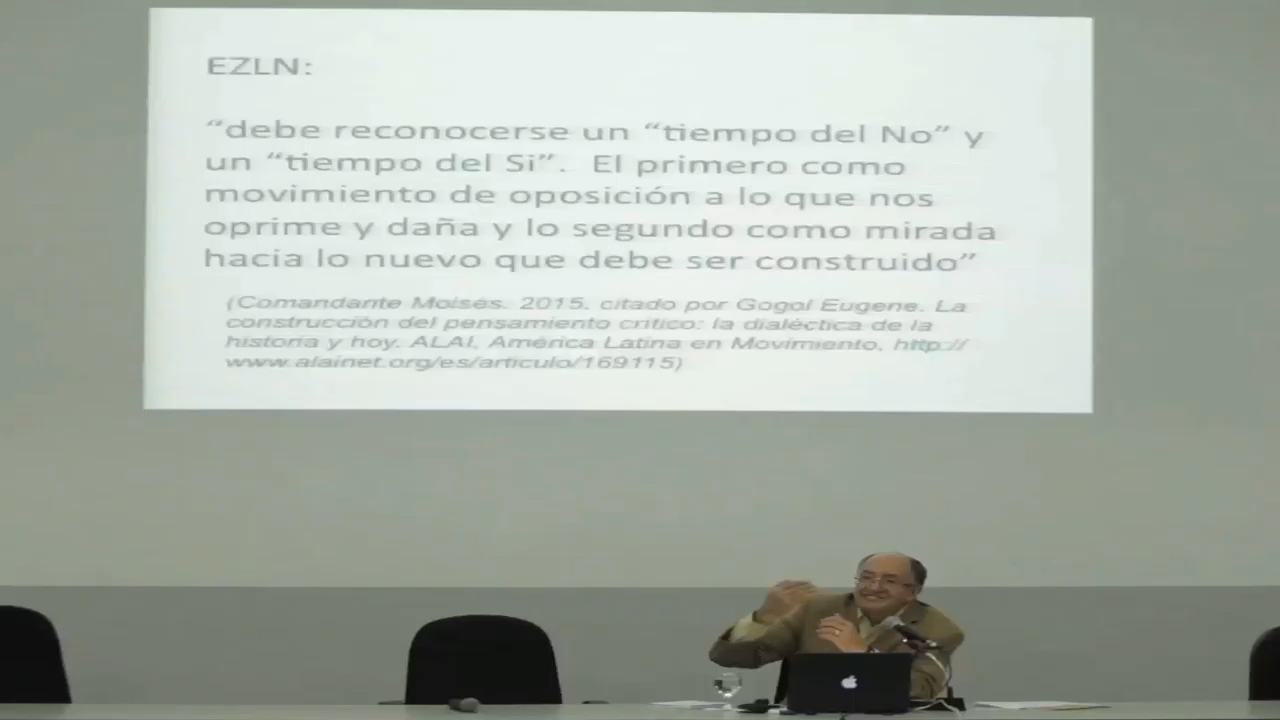 EZLN:
“debe reconocerse un “tiempo del No” y
un “tiempo del Si”. El primero como
movimiento de oposición a lo que nos
oprime y daña y lo segundo como mirada
hacia lo nuevo que debe ser construido”
(Comandante Moisés. 2015. citado por Gogol Eugene. La
construcción del pensamiento crítico: la dialéctica de la
historia y hoy. ALAI, América Latina en Movimiento, http://
www.alainet.org/es/articulo/169115)